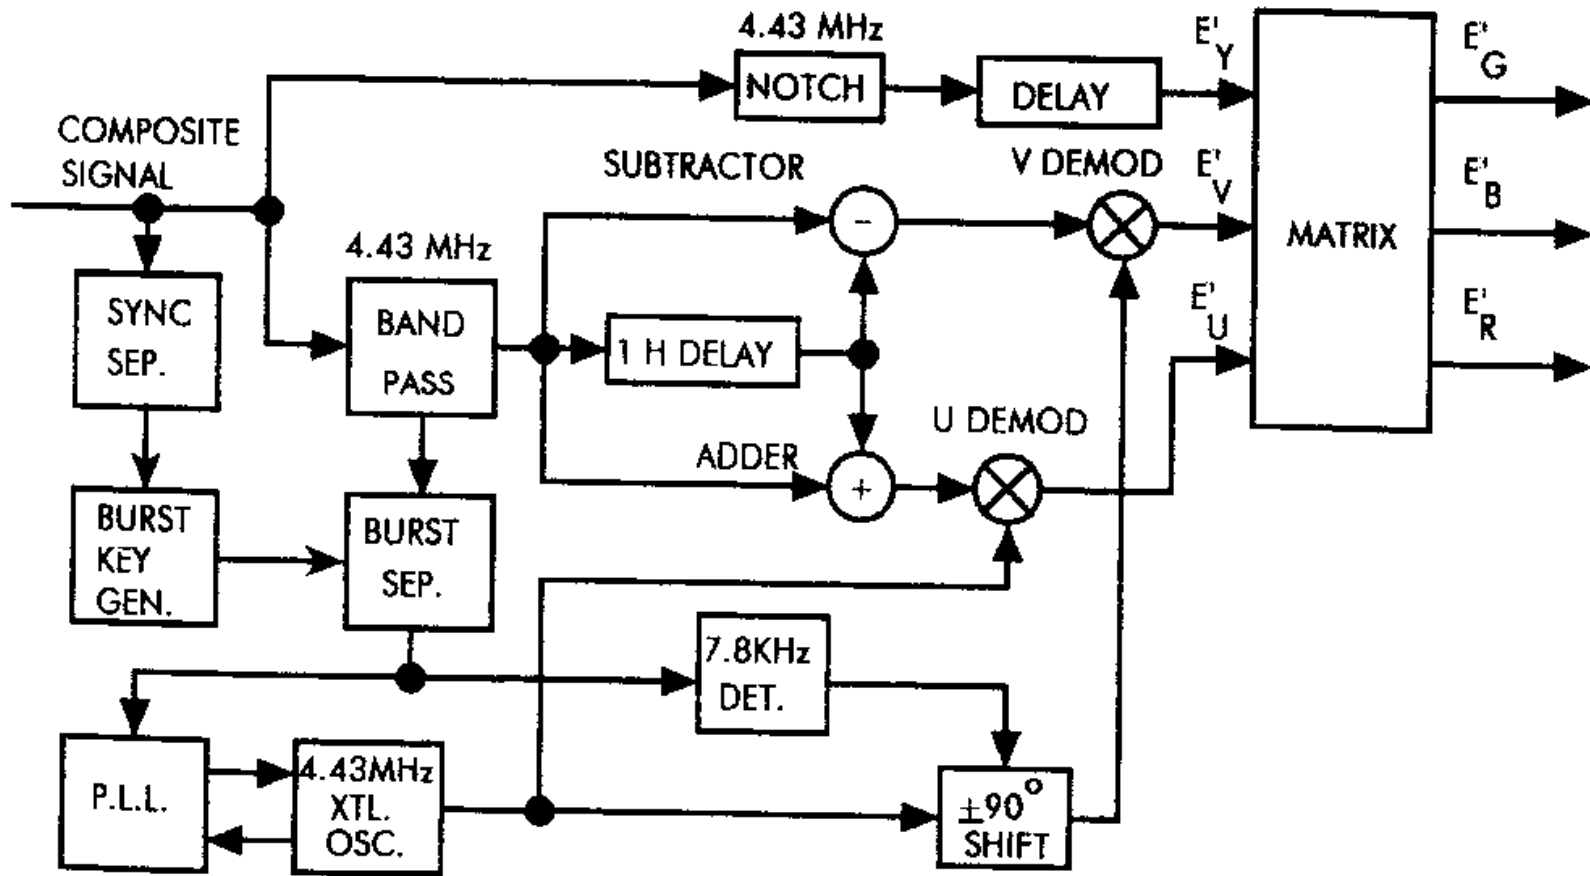 4.43 MHz
NOTCH
DELAY
E'Y
E'G
COMPOSITE
SIGNAL
SUBTRACTOR
V DEMOD
E'V
E'B
-
MATRIX
4.43 MHz
SYNC
SEP.
BAND
PASS
1 H DELAY
E'U
E'R
U DEMOD
ADDER
+
BURST
KEY
GEN.
BURST
SEP.
7.8KHz
DET.
P.L.L.
4.43MHz
XTL.
OSC.
±90°
SHIFT